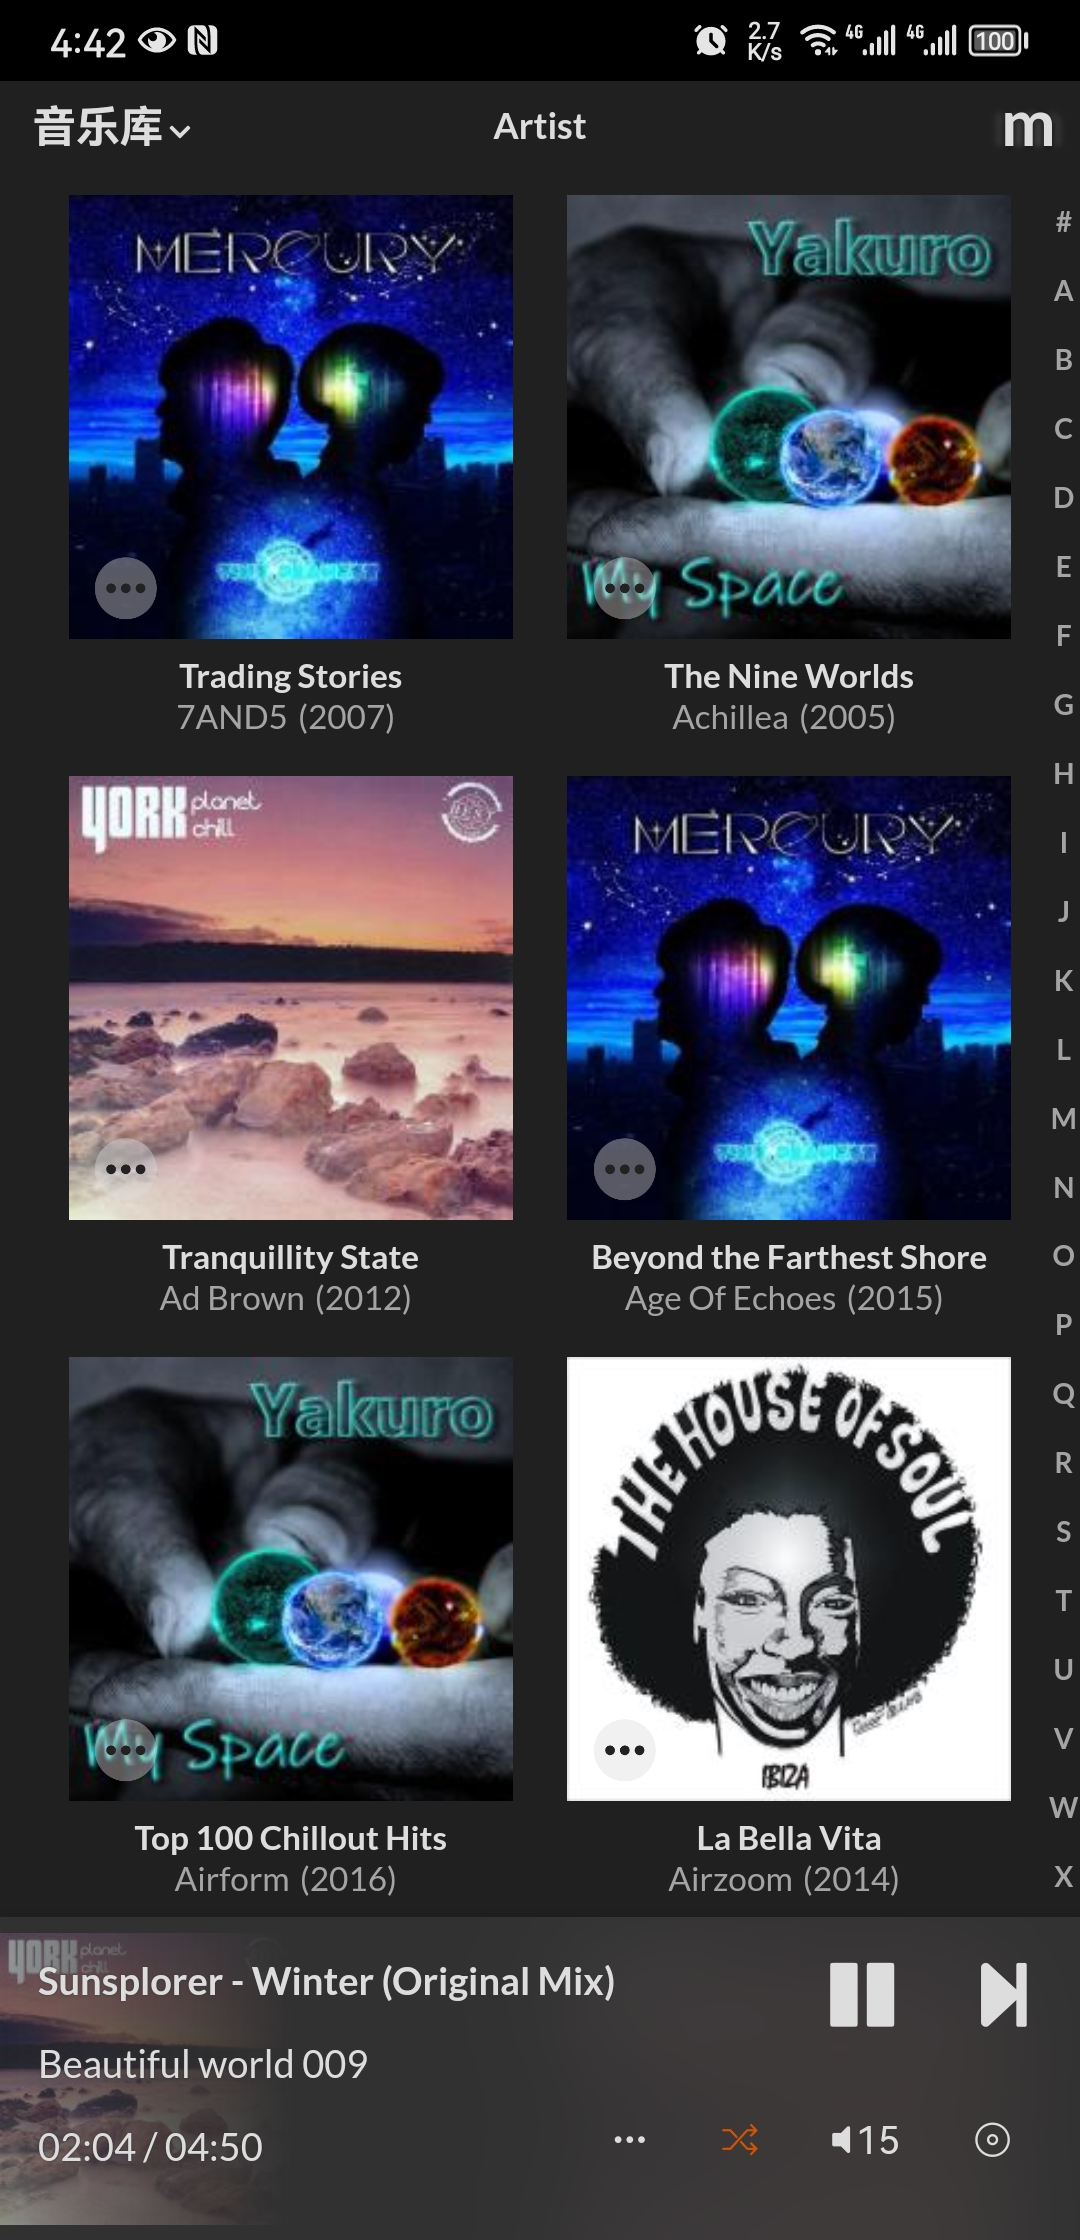 4:42
2.7
K/s
4G
4G
100
音乐库
Artist
m
MERCURY
Yakuro
My Space
Trading Stories
7AND5 (2007)
The Nine Worlds
Achillea (2005)
YORK planet
chill
MERCURY
Tranquillity State
Ad Brown (2012)
Beyond the Farthest Shore
Age Of Echoes (2015)
Yakuro
My Space
THE HOUSE OF SOUL
IBIZA
Top 100 Chillout Hits
Airform (2016)
La Bella Vita
Airzoom (2014)
#
A
B
C
D
E
F
G
H
I
J
K
L
M
N
O
P
Q
R
S
T
U
V
W
X
YORK planet
chill
Sunsplorer - Winter (Original Mix)
Beautiful world 009
02:04 / 04:50
15